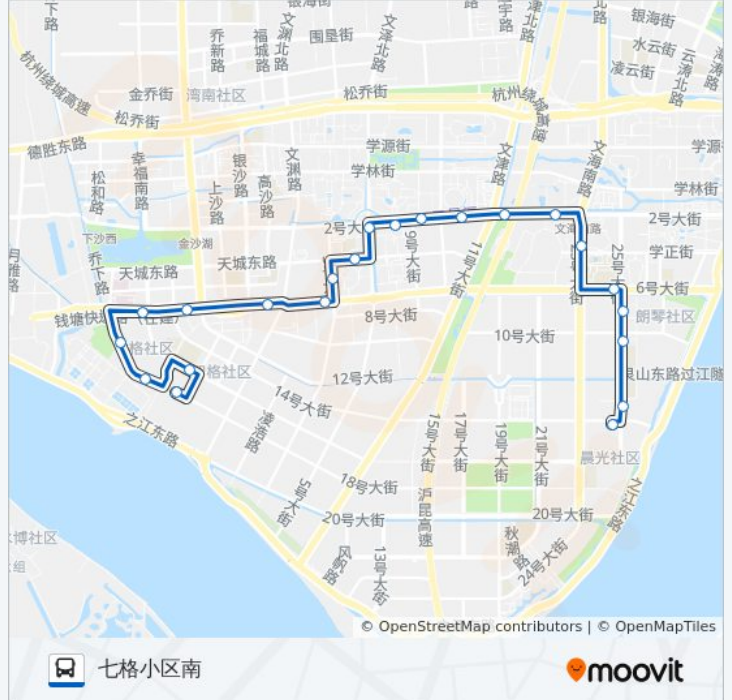 下路
乔新路
福城路
文渊北路
围垦街
文泽北路
银海街
水云街
凌云街
云涛北路
杭州绕城高速
金乔街
湾南社区
松乔街
松乔街
杭州绕城高速
德胜东路
松和路
幸福南路
银沙路
高沙路
文渊路
学源街
学林街
文津路
文海南路
学林街
上沙路
2号大街
下沙西
金沙湖
月雅路
乔下路
天城东路
天城东路
9号大街
11号大街
学正街
25号大街
6号大街
8号大街
朗琴社区
格社区
10号大街
格社区
12号大街
艮山东路过江隧
14号大街
之江东路
凌浩路
15号大街
17号大街
19号大街
21号大街
晨光社区
18号大街
5号大街
20号大街
沪昆高速
20号大街
之江东路
秋潮路
24号大街
风帆路
13号大街
© OpenStreetMap contributors | © OpenMapTiles
七格小区南
moovit